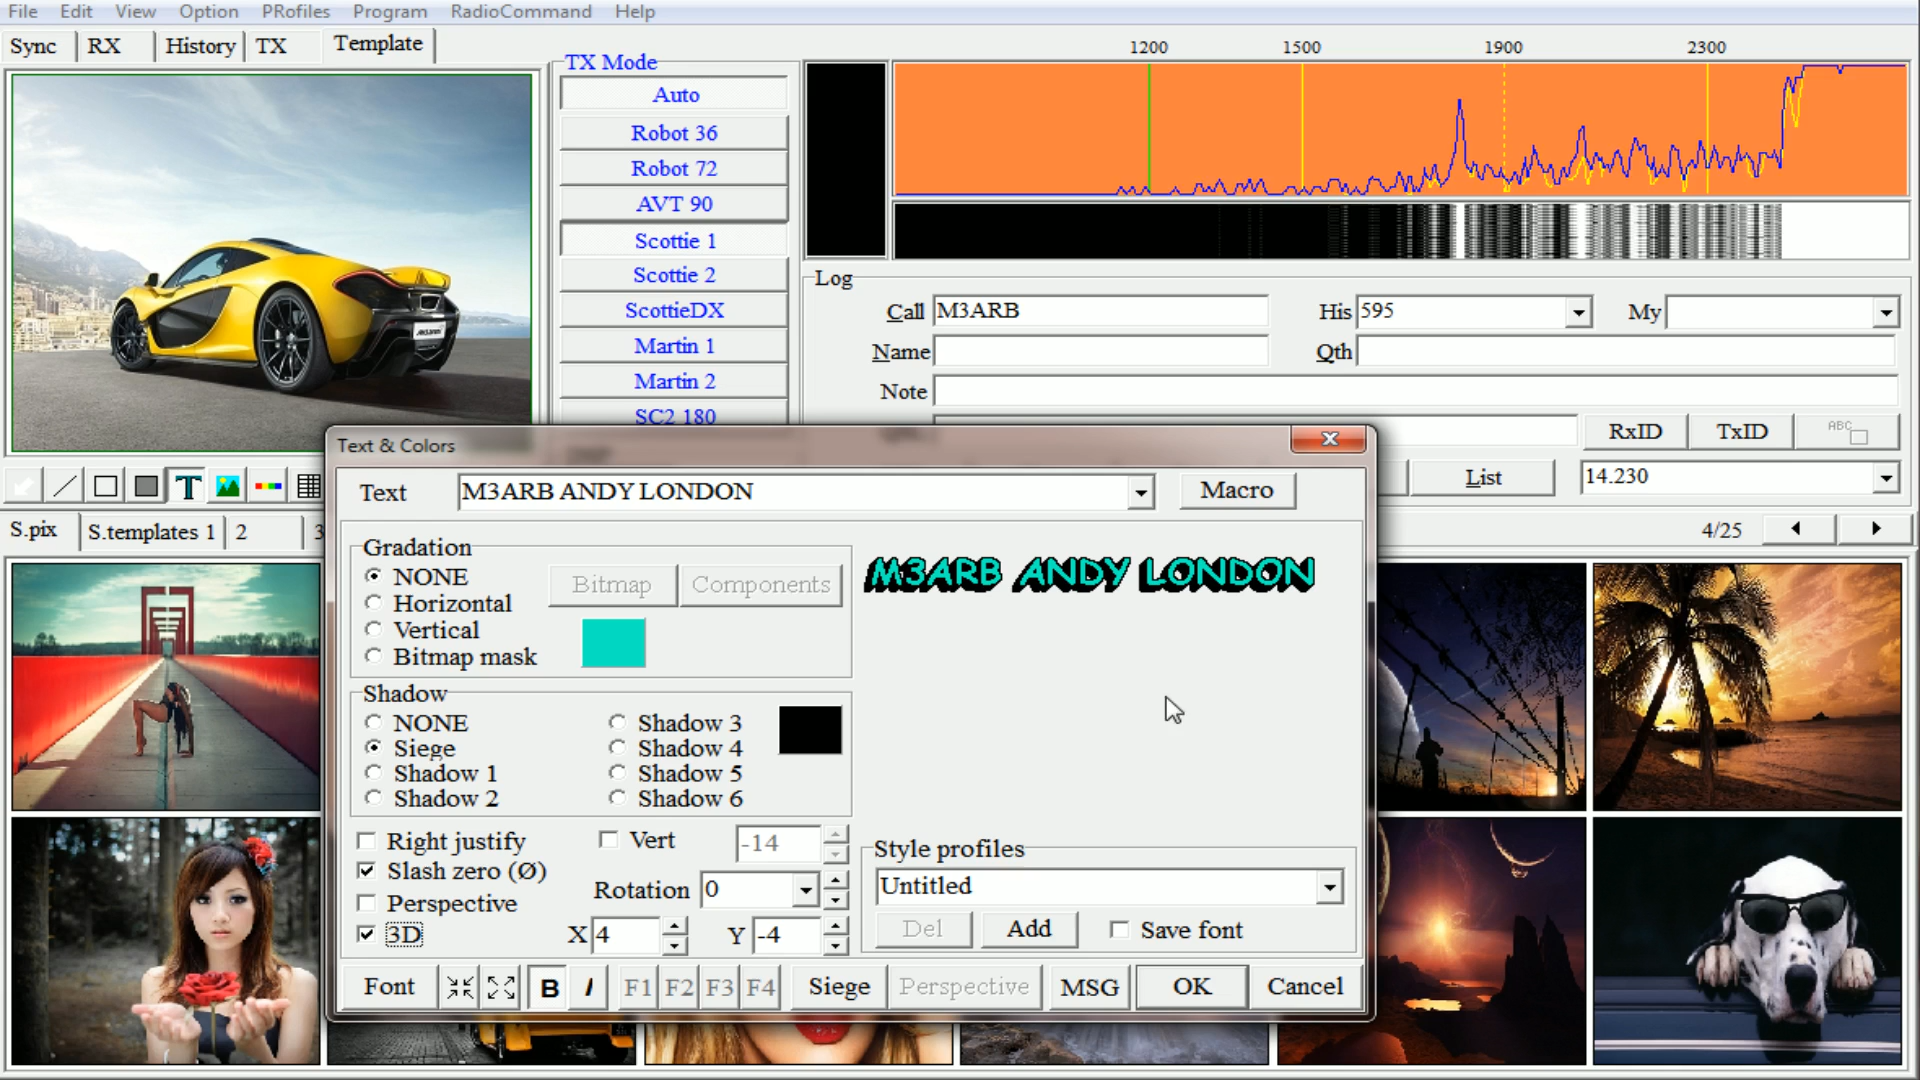 File Edit View Option PRofiles Program RadioCommand Help
Sync RX History TX Template
TX Mode
Auto
Robot 36
Robot 72
AVT 90
Scottie 1
Scottie 2
ScottieDX
Martin 1
Martin 2
SC2 180
1200 1500 1900 2300
Log
Call M3ARB His 595 My
Name Qth
Note
RxID TxID ABC
List 14.230
S.pix S.templates 1 2 3
4/25
Text & Colors
Text M3ARB ANDY LONDON Macro
Gradation
NONE
Horizontal
Vertical
Bitmap mask
Bitmap Components
M3ARB ANDY LONDON
Shadow
NONE Shadow 3
Siege Shadow 4
Shadow 1 Shadow 5
Shadow 2 Shadow 6
Right justify Vert -14
Slash zero (Ø)
Rotation 0
Perspective
3D X 4 Y -4
Style profiles
Untitled
Del Add Save font
Font B I F1 F2 F3 F4 Siege Perspective MSG OK Cancel